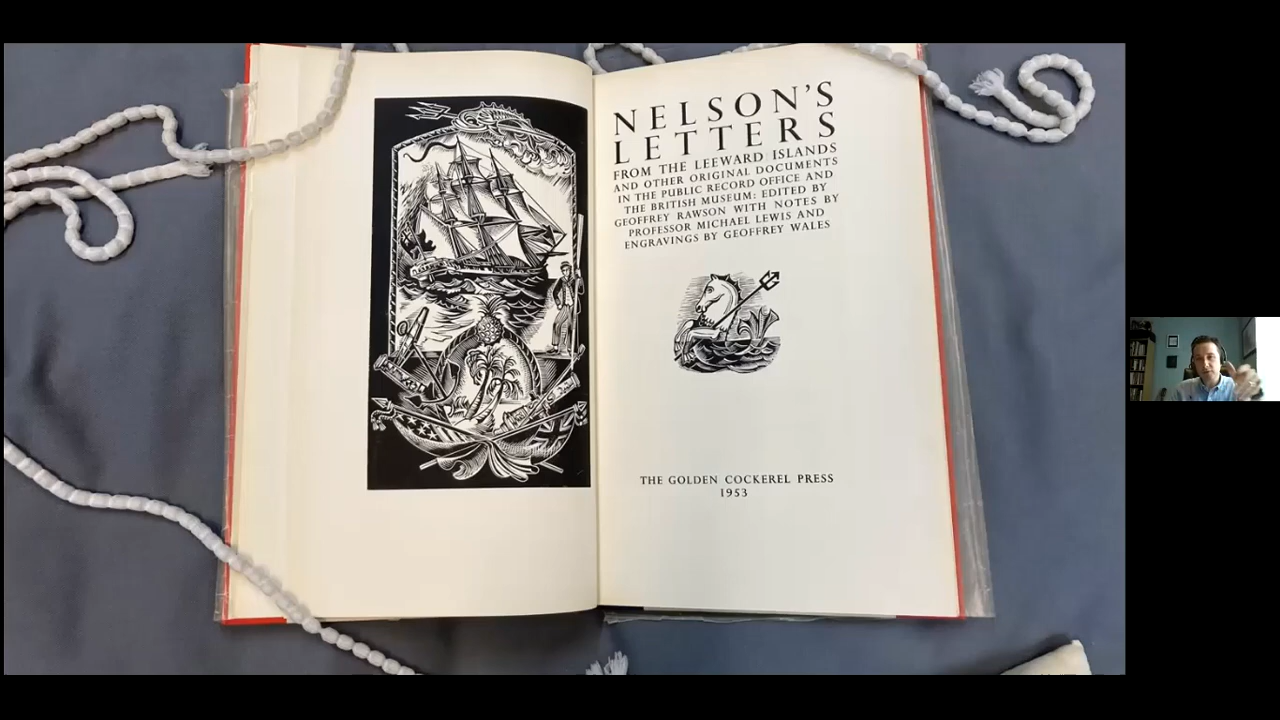 NELSON'S
LETTERS
FROM THE LEEWARD ISLANDS
AND OTHER ORIGINAL DOCUMENTS
IN THE PUBLIC RECORD OFFICE AND
THE BRITISH MUSEUM: EDITED BY
GEOFFREY RAWSON WITH NOTES BY
PROFESSOR MICHAEL LEWIS AND
ENGRAVINGS BY GEOFFREY WALES
THE GOLDEN COCKEREL PRESS
1953